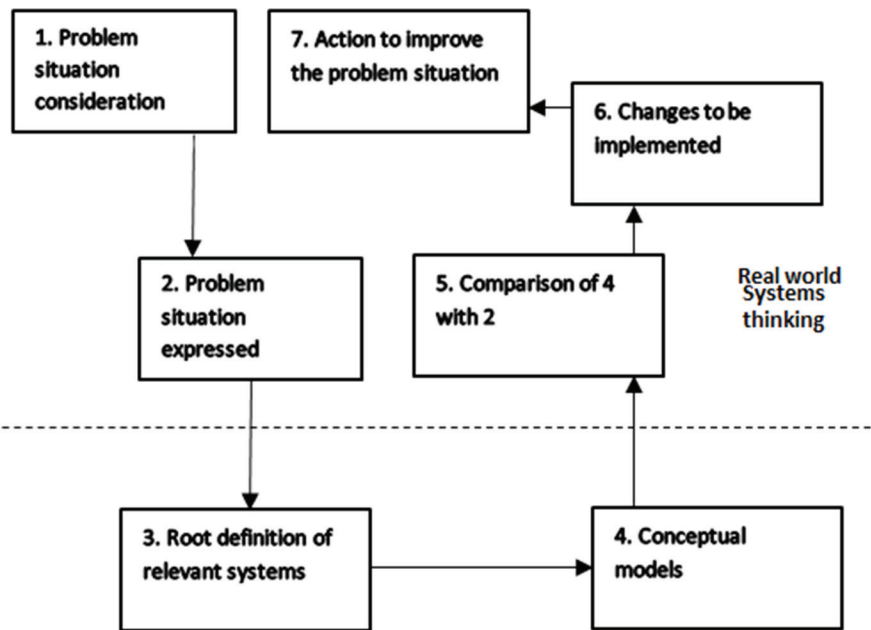 1. Problem
situation
consideration
2. Problem
situation
expressed
3. Root definition of
relevant systems
4. Conceptual
models
5. Comparison of 4
with 2
6. Changes to be
implemented
7. Action to improve
the problem situation
Real world
Systems
thinking